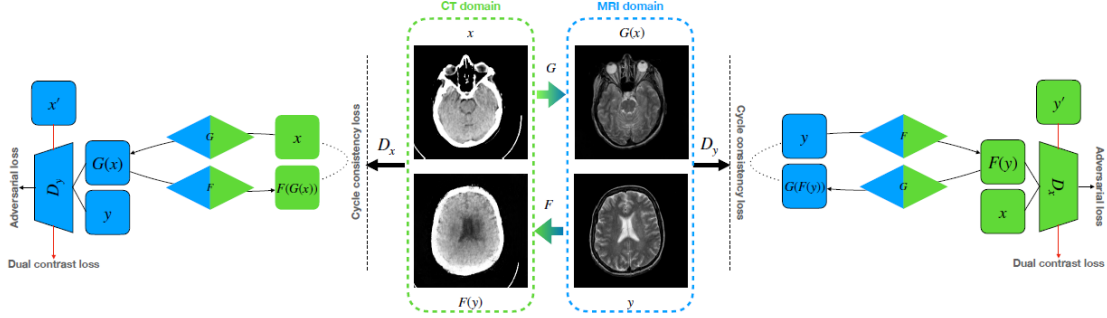 CT domain
MRI domain
x
G(x)
G
D_x
D_y
F
F(y)
y
Cycle consistency loss
Cycle consistency loss
x′
G
x
G(x)
D_y
Adversarial loss
F
F(G(x))
y
Dual contrast loss
y′
y
F
F(y)
D_x
Adversarial loss
G(F(y))
G
x
Dual contrast loss